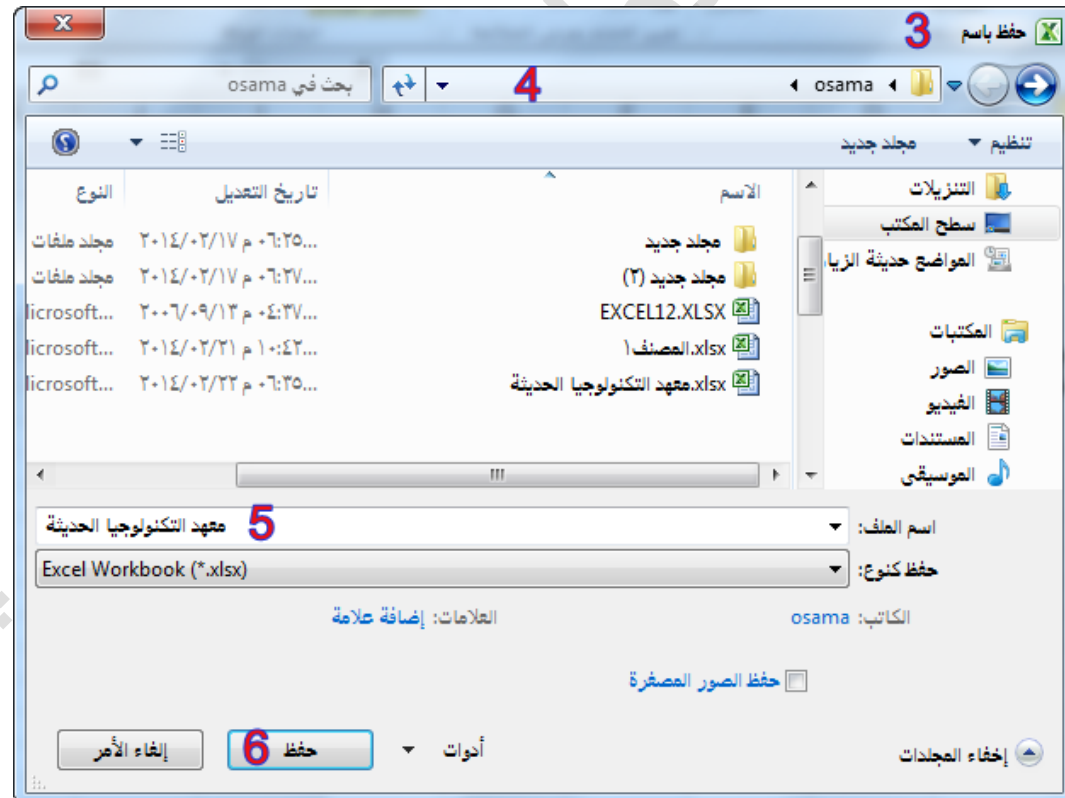 حفظ باسم 3
osama 4 بحث في osama
تنظيم مجلد جديد
الاسم تاريخ التعديل النوع
مجلد جديد ...٠٦:٢٥ م ٢٠١٤/٠٢/١٧ مجلد ملفات
مجلد جديد (٢) ...٠٦:٢٧ م ٢٠١٤/٠٢/١٧ مجلد ملفات
EXCEL12.XLSX ...٠٤:٣٧ م ٢٠٠٦/٠٩/١٣ licrosoft...
xlsx.المصنف١ ...١٠:٤٢ م ٢٠١٤/٠٢/٢١ licrosoft...
xlsx.معهد التكنولوجيا الحديثة ...٠٦:٣٥ م ٢٠١٤/٠٢/٢٢ licrosoft...
التنزيلات
سطح المكتب
المواضع حديثة الزيا
المكتبات
الصور
الفيديو
المستندات
الموسيقى
اسم الملف: معهد التكنولوجيا الحديثة 5
حفظ كنوع: Excel Workbook (*.xlsx)
الكاتب: osama العلامات: إضافة علامة
حفظ الصور المصغرة
إخفاء المجلدات أدوات حفظ 6 إلغاء الأمر